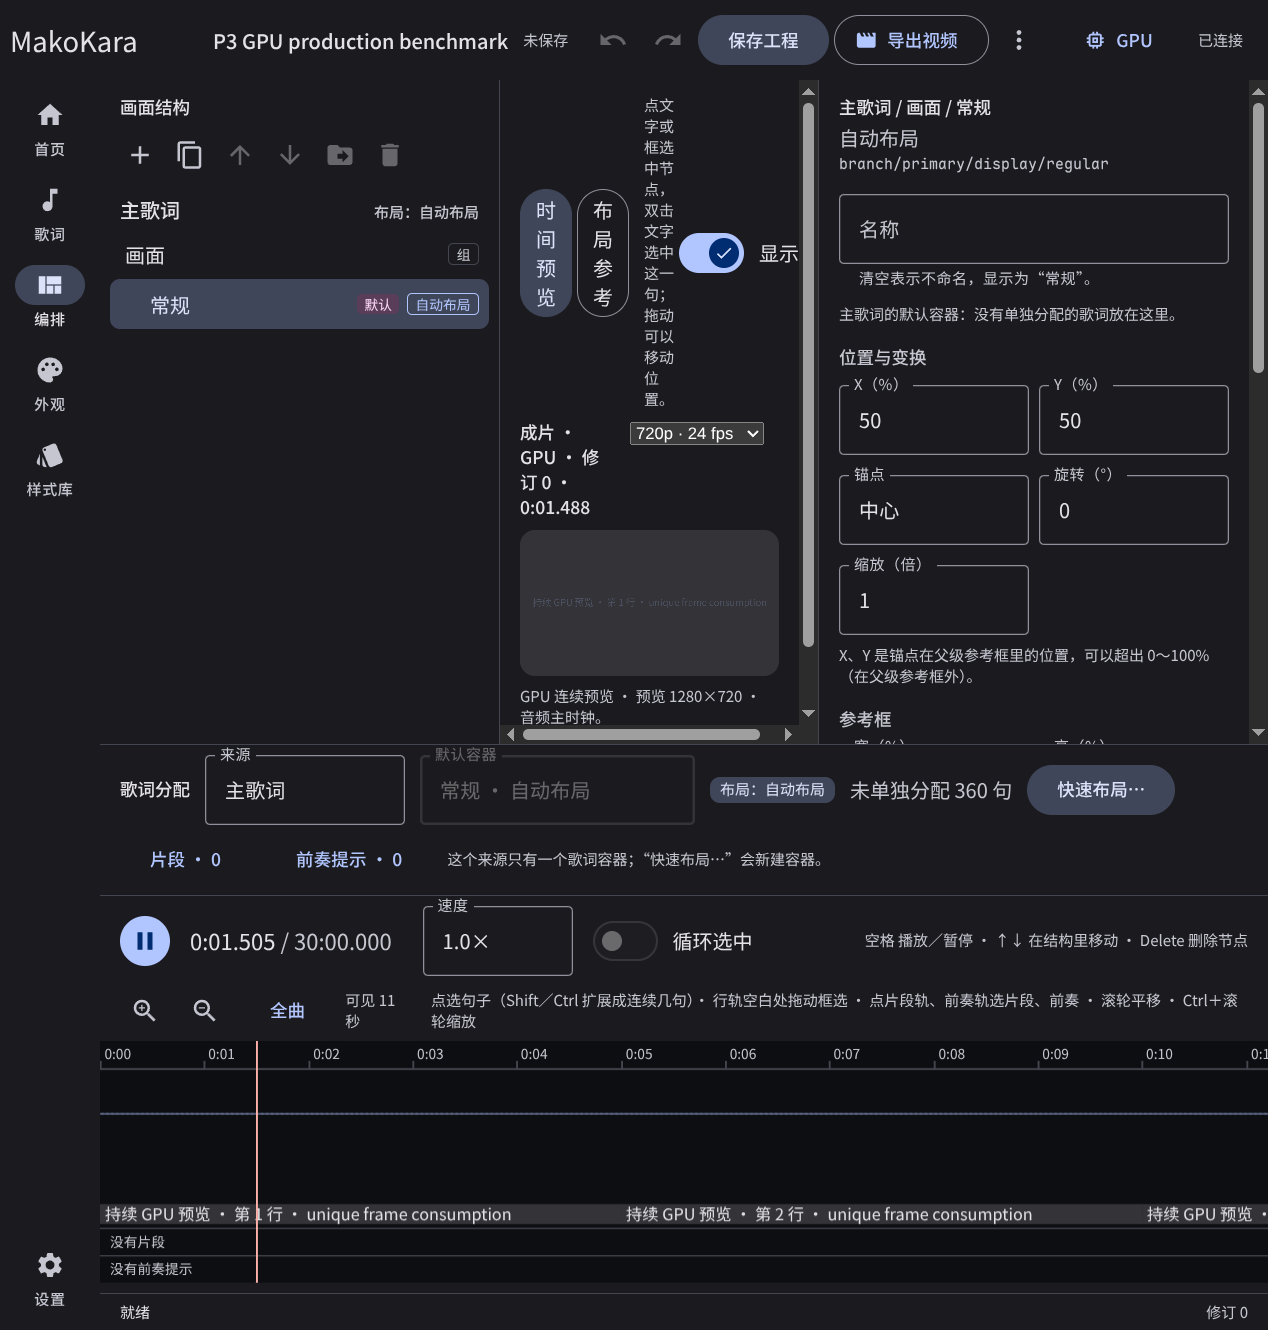 MakoKara
P3 GPU production benchmark
未保存
保存工程
导出视频
GPU
已连接
首页
歌词
编排
外观
样式库
设置
画面结构
主歌词
布局：自动布局
画面
组
常规
默认
自动布局
时间预览
布局参考
点文字或框选中节点，双击文字选中这一句；拖动可以移动位置。
显示
成片 · GPU · 修订 0 · 0:01.488
720p · 24 fps
持续 GPU 预览 · 第 1 行 · unique frame consumption
GPU 连续预览 · 预览 1280×720 ·
音频主时钟。
主歌词 / 画面 / 常规
自动布局
branch/primary/display/regular
名称
清空表示不命名，显示为“常规”。
主歌词的默认容器：没有单独分配的歌词放在这里。
位置与变换
X（%）
50
Y（%）
50
锚点
中心
旋转（°）
0
缩放（倍）
1
X、Y 是锚点在父级参考框里的位置，可以超出 0～100%
（在父级参考框外）。
参考框
宽（%）
高（%）
歌词分配
来源
主歌词
默认容器
常规 · 自动布局
布局：自动布局
未单独分配 360 句
快速布局…
片段 · 0
前奏提示 · 0
这个来源只有一个歌词容器；“快速布局…”会新建容器。
0:01.505 / 30:00.000
速度
1.0×
循环选中
空格 播放／暂停 · ↑↓ 在结构里移动 · Delete 删除节点
全曲
可见 11 秒
点选句子（Shift／Ctrl 扩展成连续几句）· 行轨空白处拖动框选 · 点片段轨、前奏轨选片段、前奏 · 滚轮平移 · Ctrl＋滚
轮缩放
0:00
0:01
0:02
0:03
0:04
0:05
0:06
0:07
0:08
0:09
0:10
0:1
持续 GPU 预览 · 第 1 行 · unique frame consumption
持续 GPU 预览 · 第 2 行 · unique frame consumption
持续 GPU 预览 ·
没有片段
没有前奏提示
就绪
修订 0